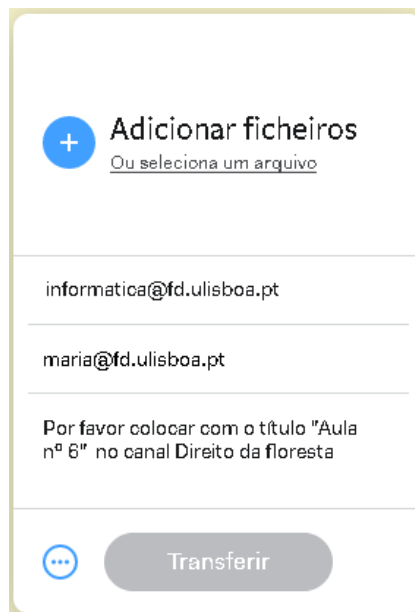 Adicionar ficheiros
Ou seleciona um arquivo
informatica@fd.ulisboa.pt
maria@fd.ulisboa.pt
Por favor colocar com o título "Aula
nº 6" no canal Direito da floresta
Transferir